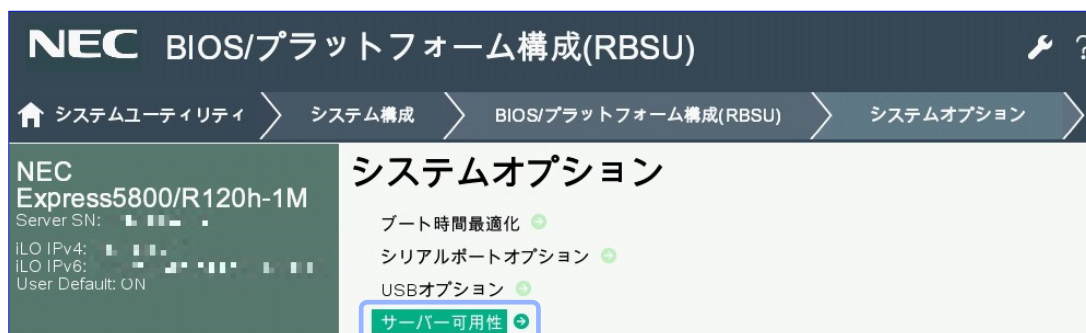 NEC BIOS/プラットフォーム構成(RBSU) ?
システムユーティリティ システム構成 BIOS/プラットフォーム構成(RBSU) システムオプション
NEC
Express5800/R120h-1M
Server SN:
iLO IPv4:
iLO IPv6:
User Default: ON
システムオプション
ブート時間最適化
シリアルポートオプション
USBオプション
サーバー可用性